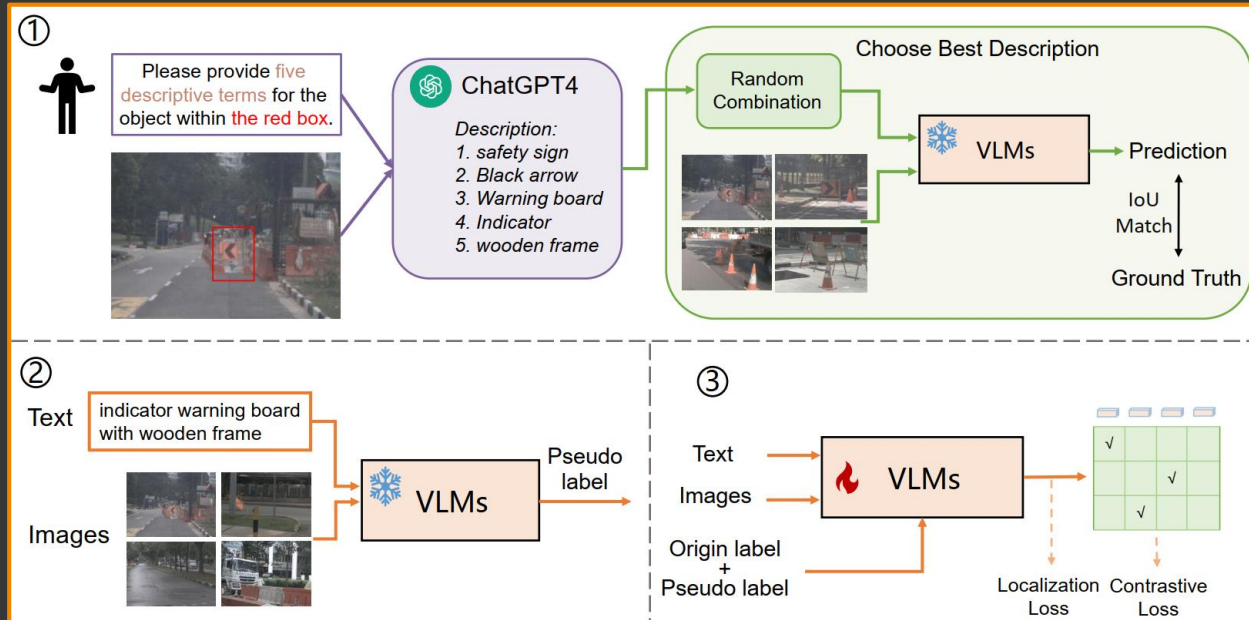 ①
Please provide five
descriptive terms for the
object within the red box.
ChatGPT4
Description:
1. safety sign
2. Black arrow
3. Warning board
4. Indicator
5. wooden frame
Choose Best Description
Random
Combination
VLMs
Prediction
IoU
Match
Ground Truth
②
Text
indicator warning board
with wooden frame
Images
VLMs
Pseudo
label
③
Text
Images
VLMs
Origin label
+
Pseudo label
√
√
√
Localization
Loss
Contrastive
Loss